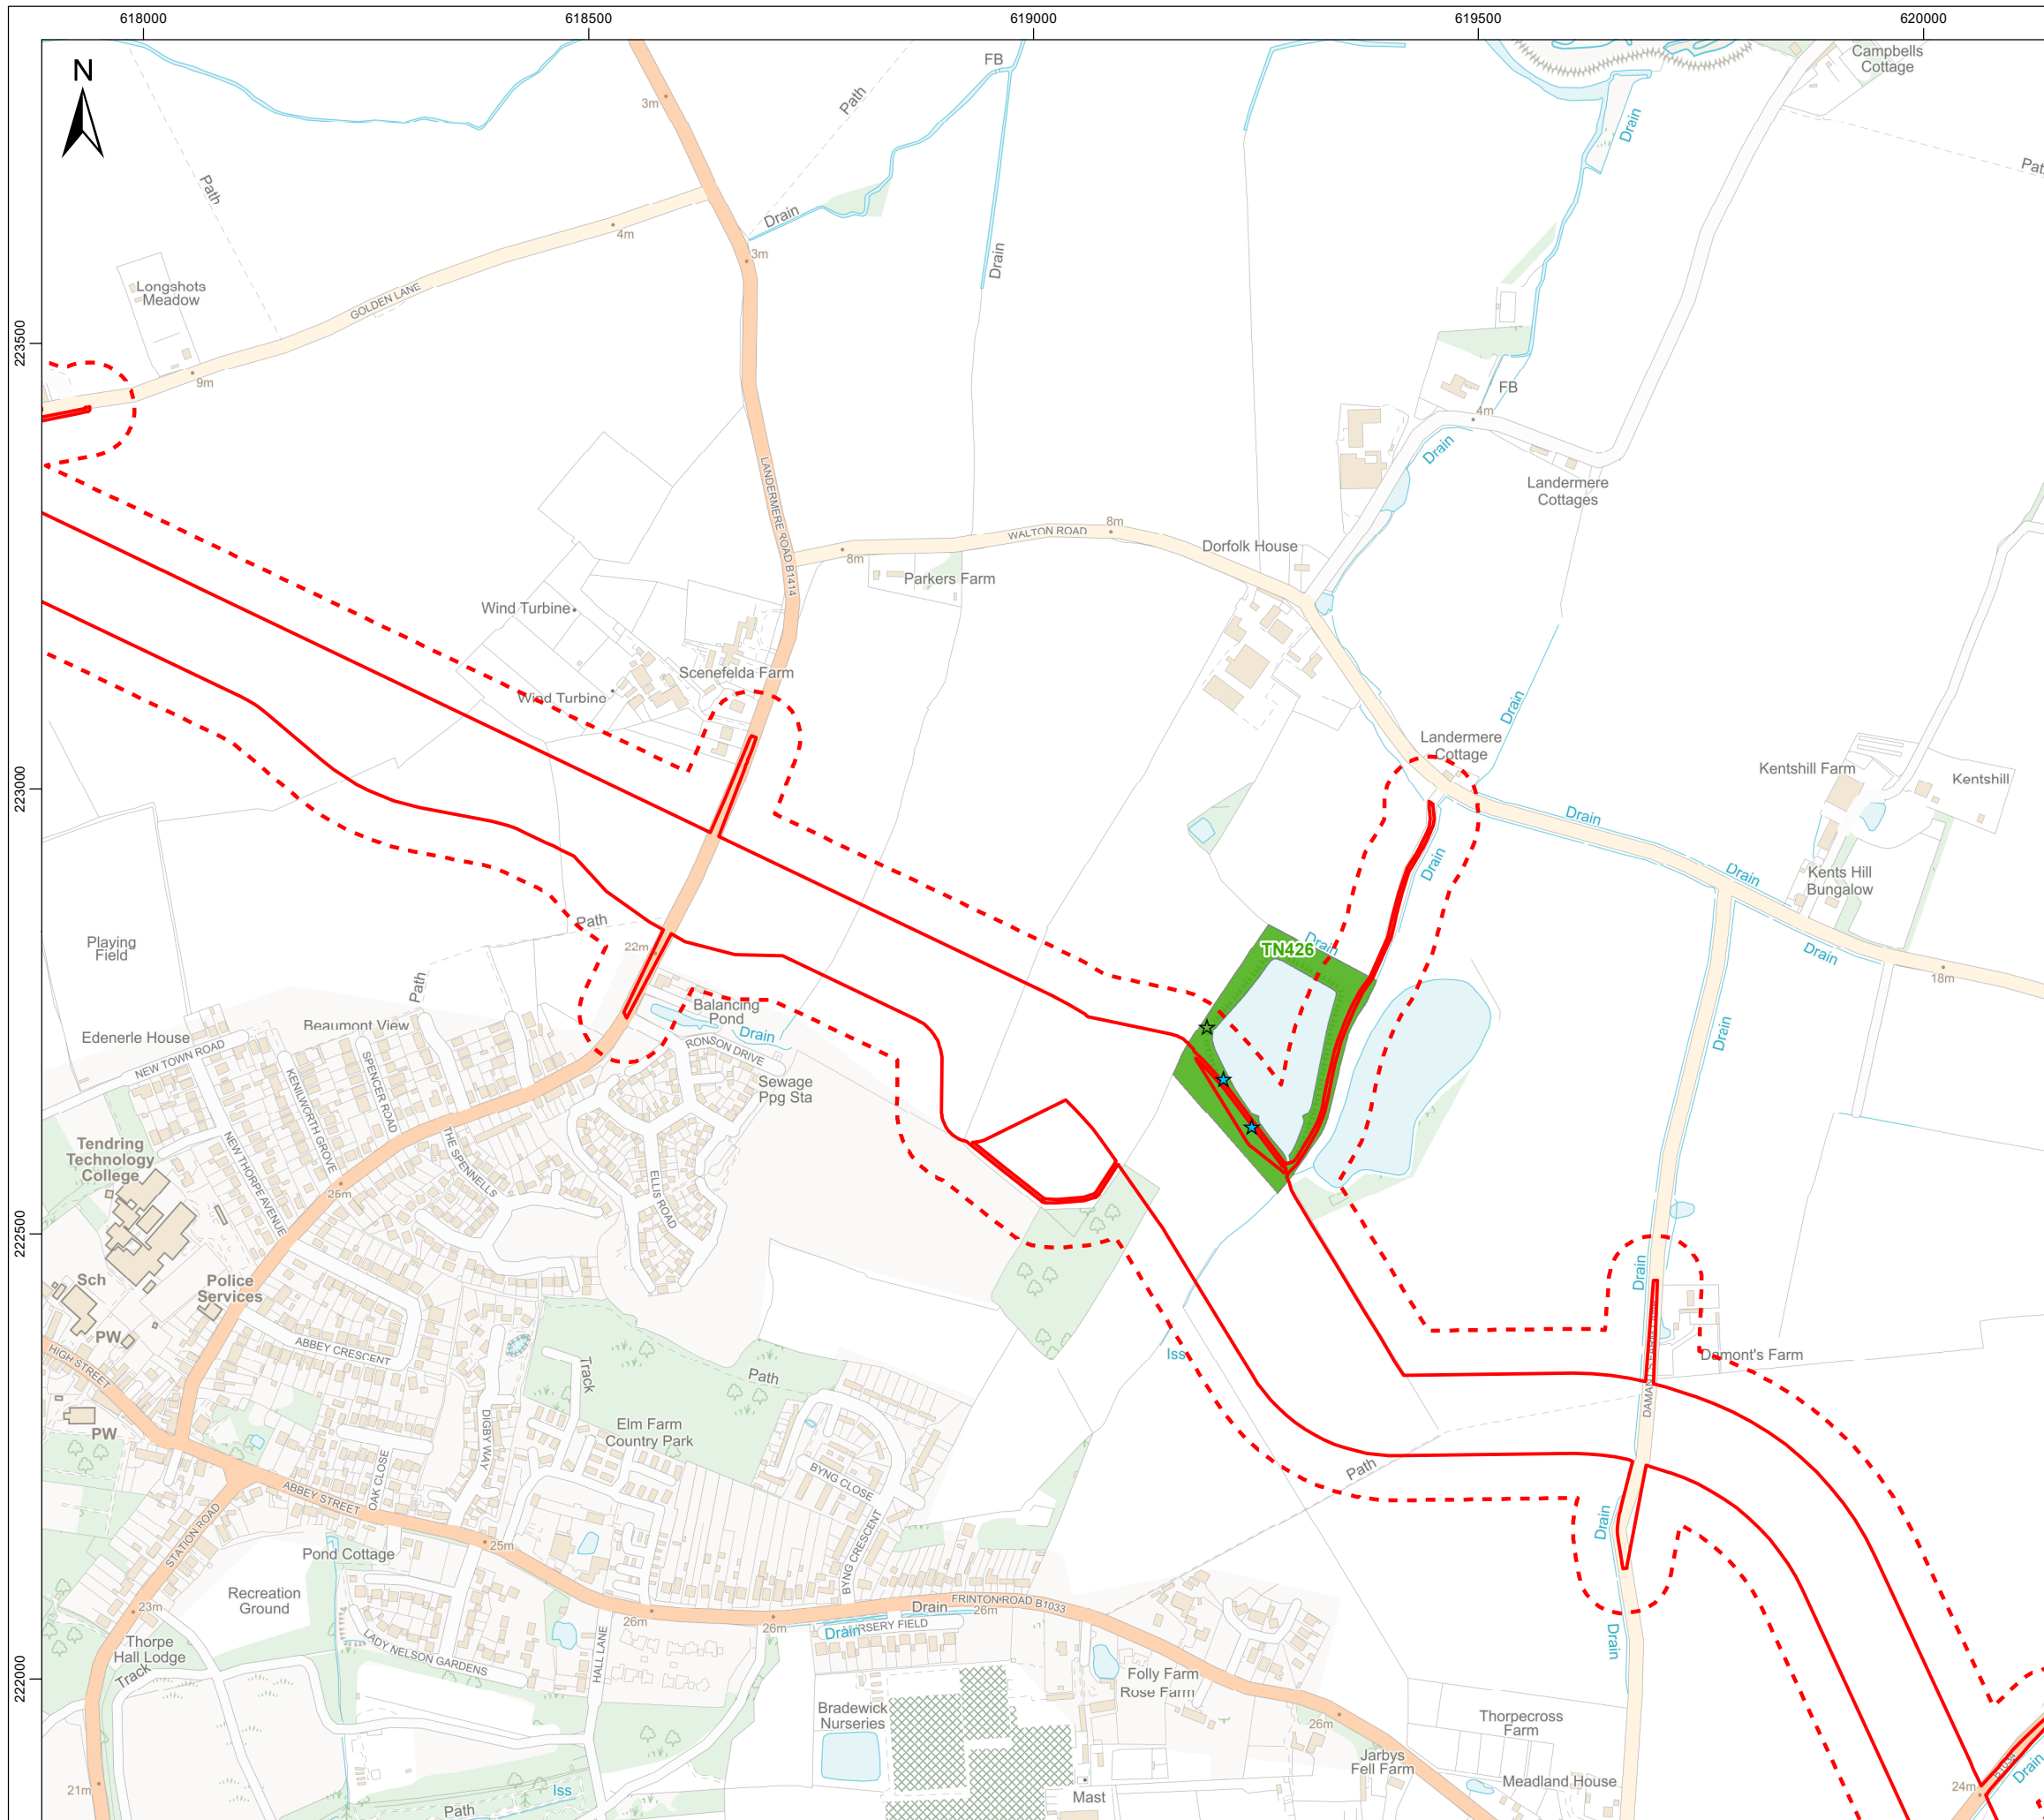 618000
618500
619000
619500
620000
N
FB
Campbells
Cottage
3m
Path
Drain
Path
Drain
4m
3m
Drain
Longshots
Meadow
GOLDEN LANE
223500
9m
FB
4m
Drain
LANDERMERE ROAD B1414
Landermere
Cottages
8m
WALTON ROAD
8m
Dorfolk House
Parkers Farm
Wind Turbine
Scenefelda Farm
Wind Turbine
Drain
Landermere
Cottage
Kentshill Farm
Kentshill
223000
Drain
Drain
Drain
Kents Hill
Bungalow
Path
22m
Playing
Field
TN426
Drain
Drain
18m
Path
Balancing
Pond
Drain
Edenerle House
Beaumont View
NEW TOWN ROAD
RONSON DRIVE
Drain
SPENCER ROAD
KENILWORTH GROVE
Sewage
Ppg Sta
Tendring
Technology
College
NEW THORPE AVENUE
THE SPENNELLS
ELLIS ROAD
25m
222500
Sch
Police
Services
Drain
PW
HIGH STREET
ABBEY CRESCENT
Track
Path
Iss
Damont's Farm
PW
DIGBY WAY
Elm Farm
Country Park
OAK CLOSE
BYNG CLOSE
Path
ABBEY STREET
STATION ROAD
BYNG CRESCENT
Drain
25m
Pond Cottage
Recreation
Ground
23m
26m
26m
Drain
26m
FRINTON ROAD B1033
Drain
Drain
Thorpe
Hall Lodge
Track
LADY NELSON GARDENS
HALL LANE
222000
Folly Farm
Rose Farm
Bradewick
Nurseries
26m
Thorpecross
Farm
Jarbys
Fell Farm
Meadland House
21m
Iss
Path
Mast
24m
Drain